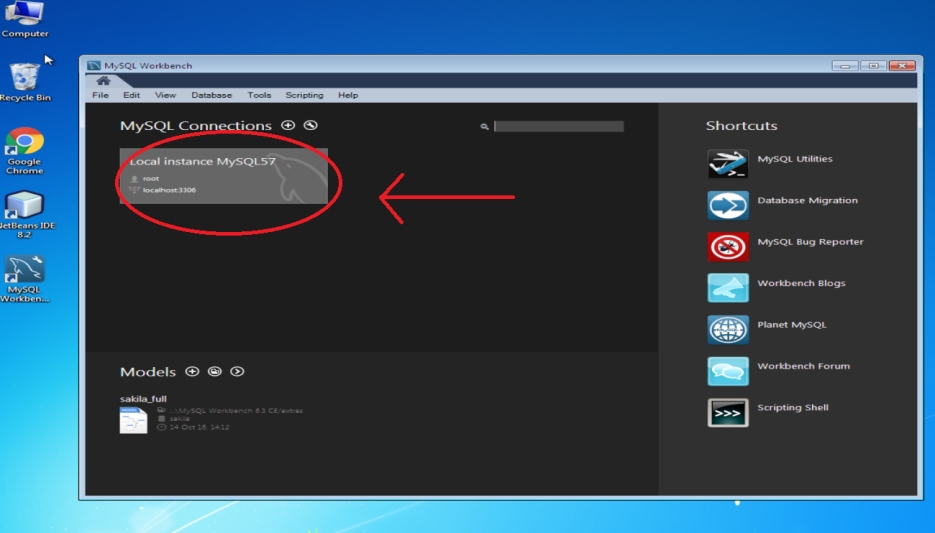 Computer
Recycle Bin
Google
Chrome
NetBeans IDE
8.2
MySQL
Workben...
MySQL Workbench
File Edit View Database Tools Scripting Help
MySQL Connections
Local instance MySQL57
root
localhost:3306
Models
sakila_full
...\MySQL Workbench 6.3 CE/extras
sakila
14 Oct 16, 14:12
Shortcuts
MySQL Utilities
Database Migration
MySQL Bug Reporter
Workbench Blogs
Planet MySQL
Workbench Forum
>>>
Scripting Shell